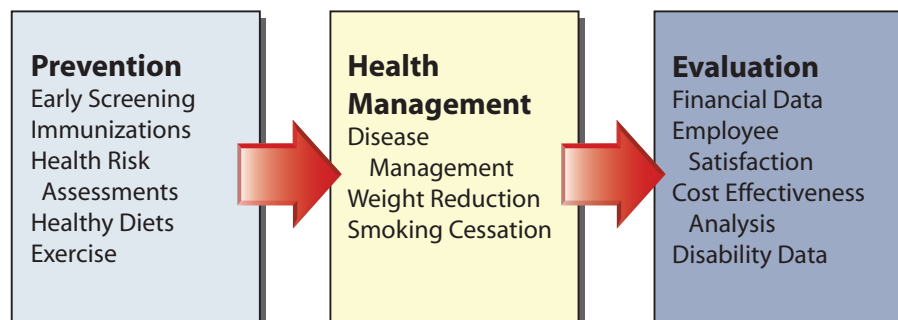 Prevention
Early Screening
Immunizations
Health Risk
Assessments
Healthy Diets
Exercise
Health
Management
Disease
Management
Weight Reduction
Smoking Cessation
Evaluation
Financial Data
Employee
Satisfaction
Cost Effectiveness
Analysis
Disability Data